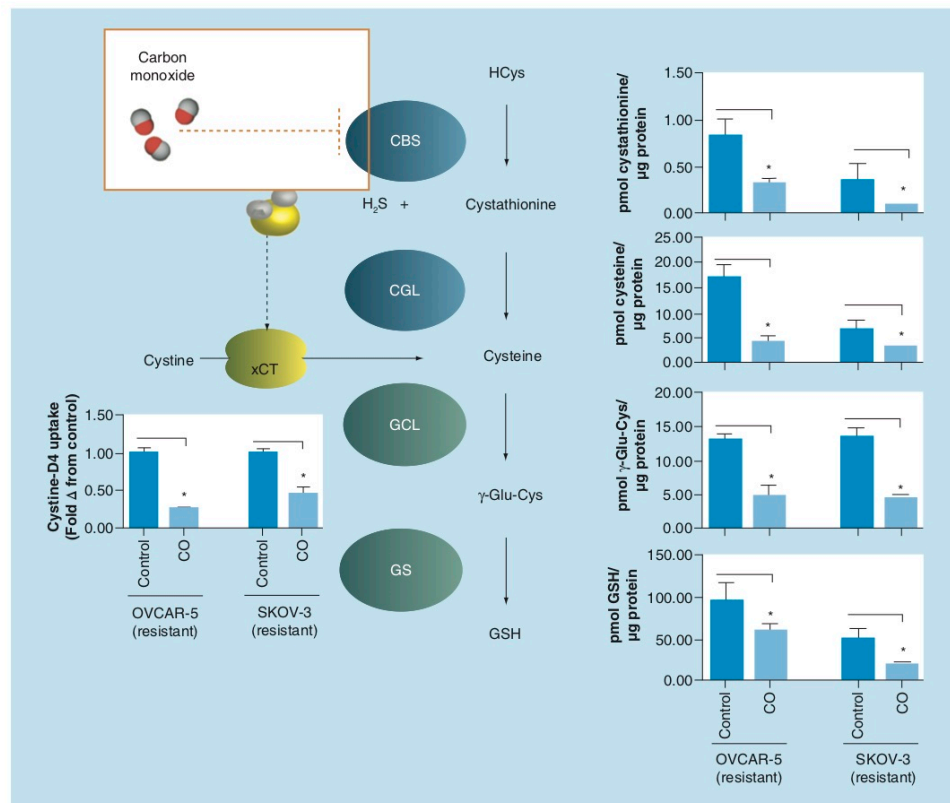 Carbon
monoxide
HCys
CBS
H₂S +
Cystathionine
CGL
Cystine
xCT
Cysteine
GCL
γ-Glu-Cys
GS
GSH
Cystine-D4 uptake
(Fold Δ from control)
1.50
1.00
0.50
0.00
*
*
Control
CO
Control
CO
OVCAR-5
(resistant)
SKOV-3
(resistant)
pmol cystathionine/
µg protein
1.50
1.00
0.50
0.00
*
*
pmol cysteine/
µg protein
25.00
20.00
15.00
10.00
5.00
0.00
*
*
pmol γ-Glu-Cys/
µg protein
20.00
15.00
10.00
5.00
0.00
*
*
pmol GSH/
µg protein
150.00
100.00
50.00
0.00
*
*
Control
CO
Control
CO
OVCAR-5
(resistant)
SKOV-3
(resistant)